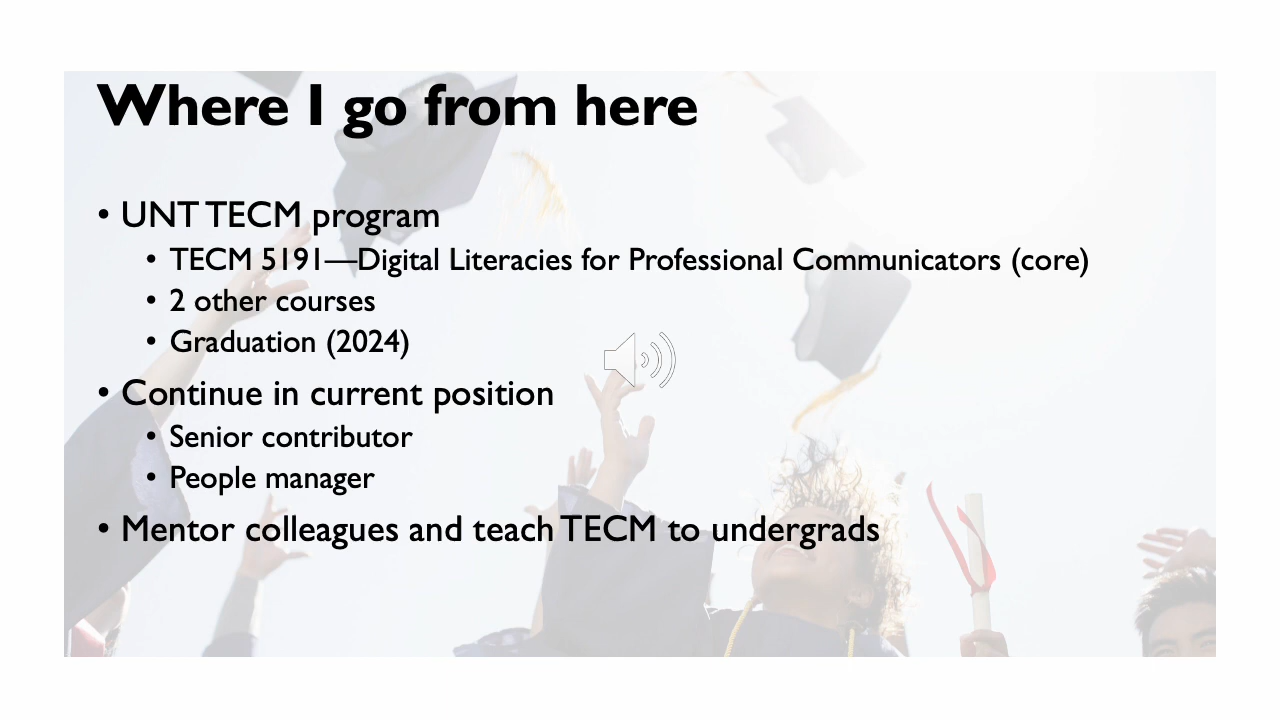 Where I go from here
• UNT TECM program
• TECM 5191—Digital Literacies for Professional Communicators (core)
• 2 other courses
• Graduation (2024)
• Continue in current position
• Senior contributor
• People manager
• Mentor colleagues and teach TECM to undergrads